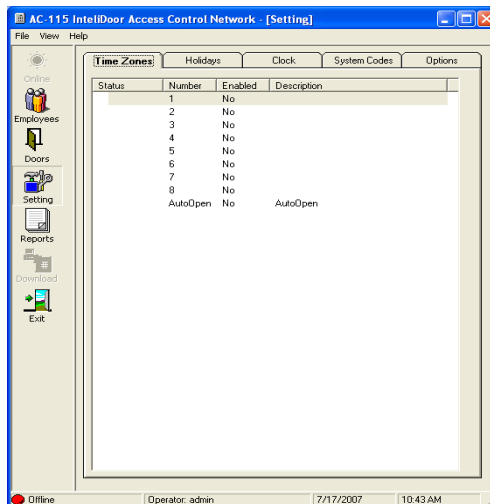 AC-115 InteliDoor Access Control Network - [Setting]
File View Help
Time Zones Holidays Clock System Codes Options
Online
Employees
Doors
Setting
Reports
Download
Exit
Status Number Enabled Description
1 No
2 No
3 No
4 No
5 No
6 No
7 No
8 No
AutoOpen No AutoOpen
Offline Operator: admin 7/17/2007 10:43 AM